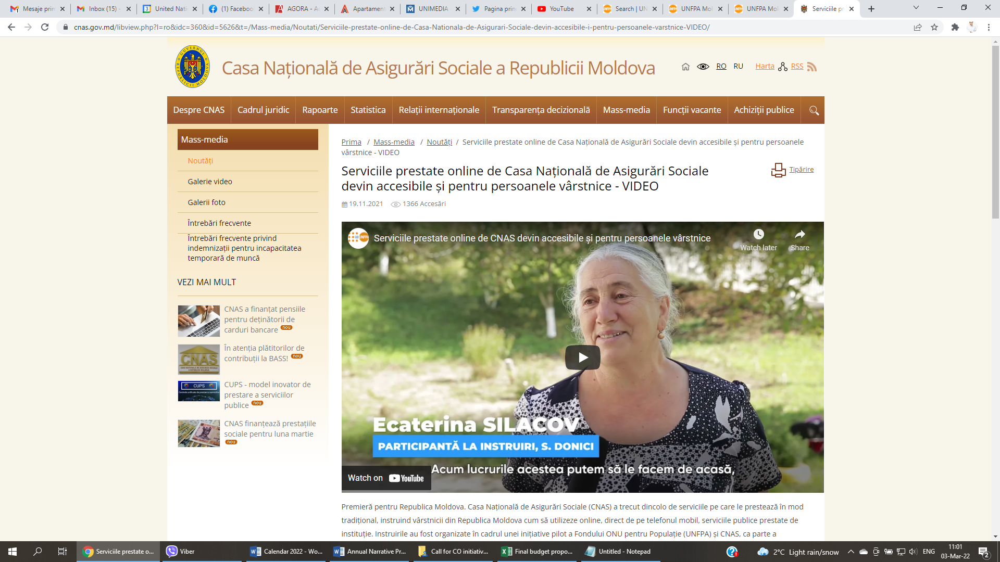 Mesaje prim
Inbox (15) -
United Nati
(1) Facebook
AGORA - A
Apartament
UNIMEDIA
Pagina prin
YouTube
Search | UN
UNFPA Mol
UNFPA Mol
Serviciile pr
cnas.gov.md/libview.php?l=ro&idc=360&id=5626&t=/Mass-media/Noutati/Serviciile-prestate-online-de-Casa-Nationala-de-Asigurari-Sociale-devin-accesibile-i-pentru-persoanele-varstnice-VIDEO/
Casa Națională de Asigurări Sociale a Republicii Moldova
RO RU Harta RSS
Despre CNAS Cadrul juridic Rapoarte Statistica Relații internaționale Transparența decizională Mass-media Funcții vacante Achiziții publice
Mass-media
Noutăți
Galerie video
Galerii foto
Întrebări frecvente
Întrebări frecvente privind
indemnizații pentru incapacitatea
temporară de muncă
VEZI MAI MULT
CNAS a finanțat pensiile
pentru deținătorii de
carduri bancare nou
În atenția plătitorilor de
contribuții la BASS! nou
CNAS
CUPS
CUPS - model inovator de
prestare a serviciilor
publice nou
CNAS finanțează prestațiile
sociale pentru luna martie
nou
Prima / Mass-media / Noutăți / Serviciile prestate online de Casa Națională de Asigurări Sociale devin accesibile și pentru persoanele
vârstnice - VIDEO
Serviciile prestate online de Casa Națională de Asigurări Sociale
devin accesibile și pentru persoanele vârstnice - VIDEO
Tipărire
19.11.2021 1366 Accesări
UNFPA
Serviciile prestate online de CNAS devin accesibile și pentru persoanele vârstnice
Watch later Share
Ecaterina SILACOV
PARTICIPANTĂ LA INSTRUIRI, S. DONICI
Acum lucrurile acestea putem să le facem de acasă,
Watch on YouTube
Premieră pentru Republica Moldova. Casa Națională de Asigurări Sociale (CNAS) a trecut dincolo de serviciile pe care le prestează în mod
tradițional, instruind vârstnicii din Republica Moldova cum să utilizeze online, direct de pe telefonul mobil, serviciile publice prestate de
instituție. Instruirile au fost organizate în cadrul unei inițiative pilot a Fondului ONU pentru Populație (UNFPA) și CNAS, ca parte a
Serviciile prestate o...
Viber
Calendar 2022 - Wo...
Annual Narrative Pr...
Call for CO initiativ...
Final budget propo...
Untitled - Notepad
2°C Light rain/snow
ENG
11:01
03-Mar-22
2